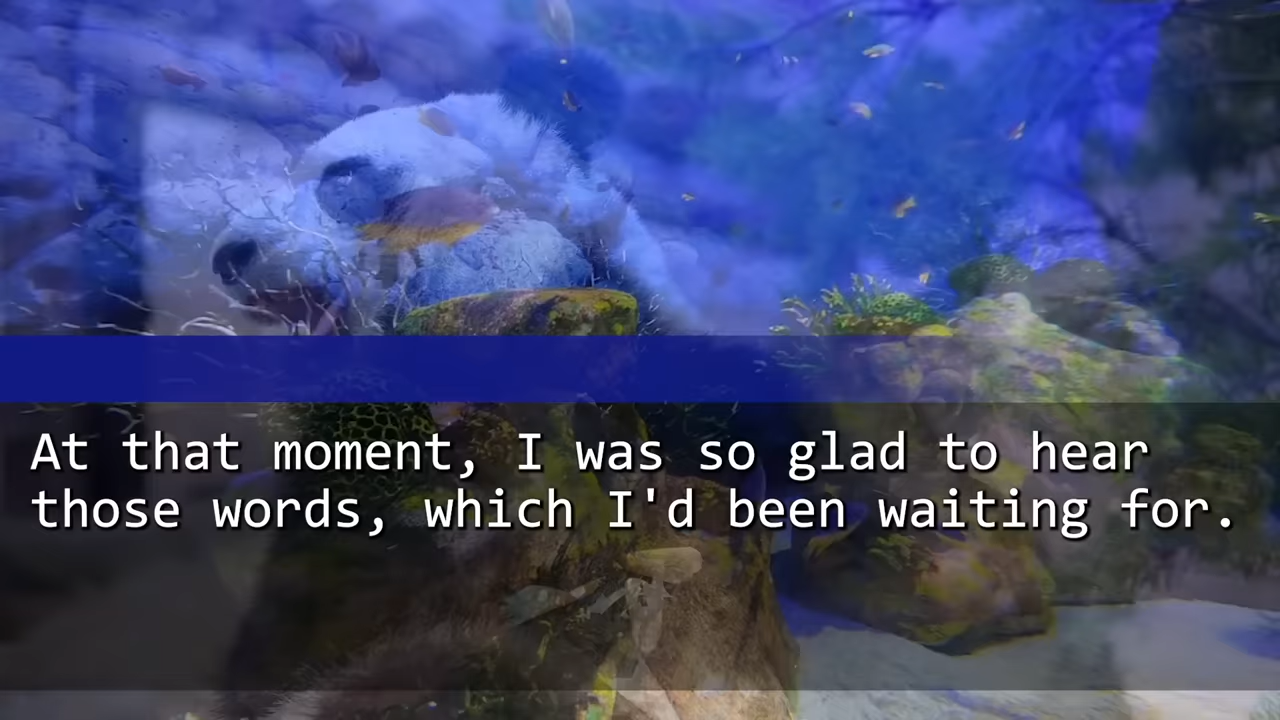 At that moment, I was so glad to hear
those words, which I'd been waiting for.